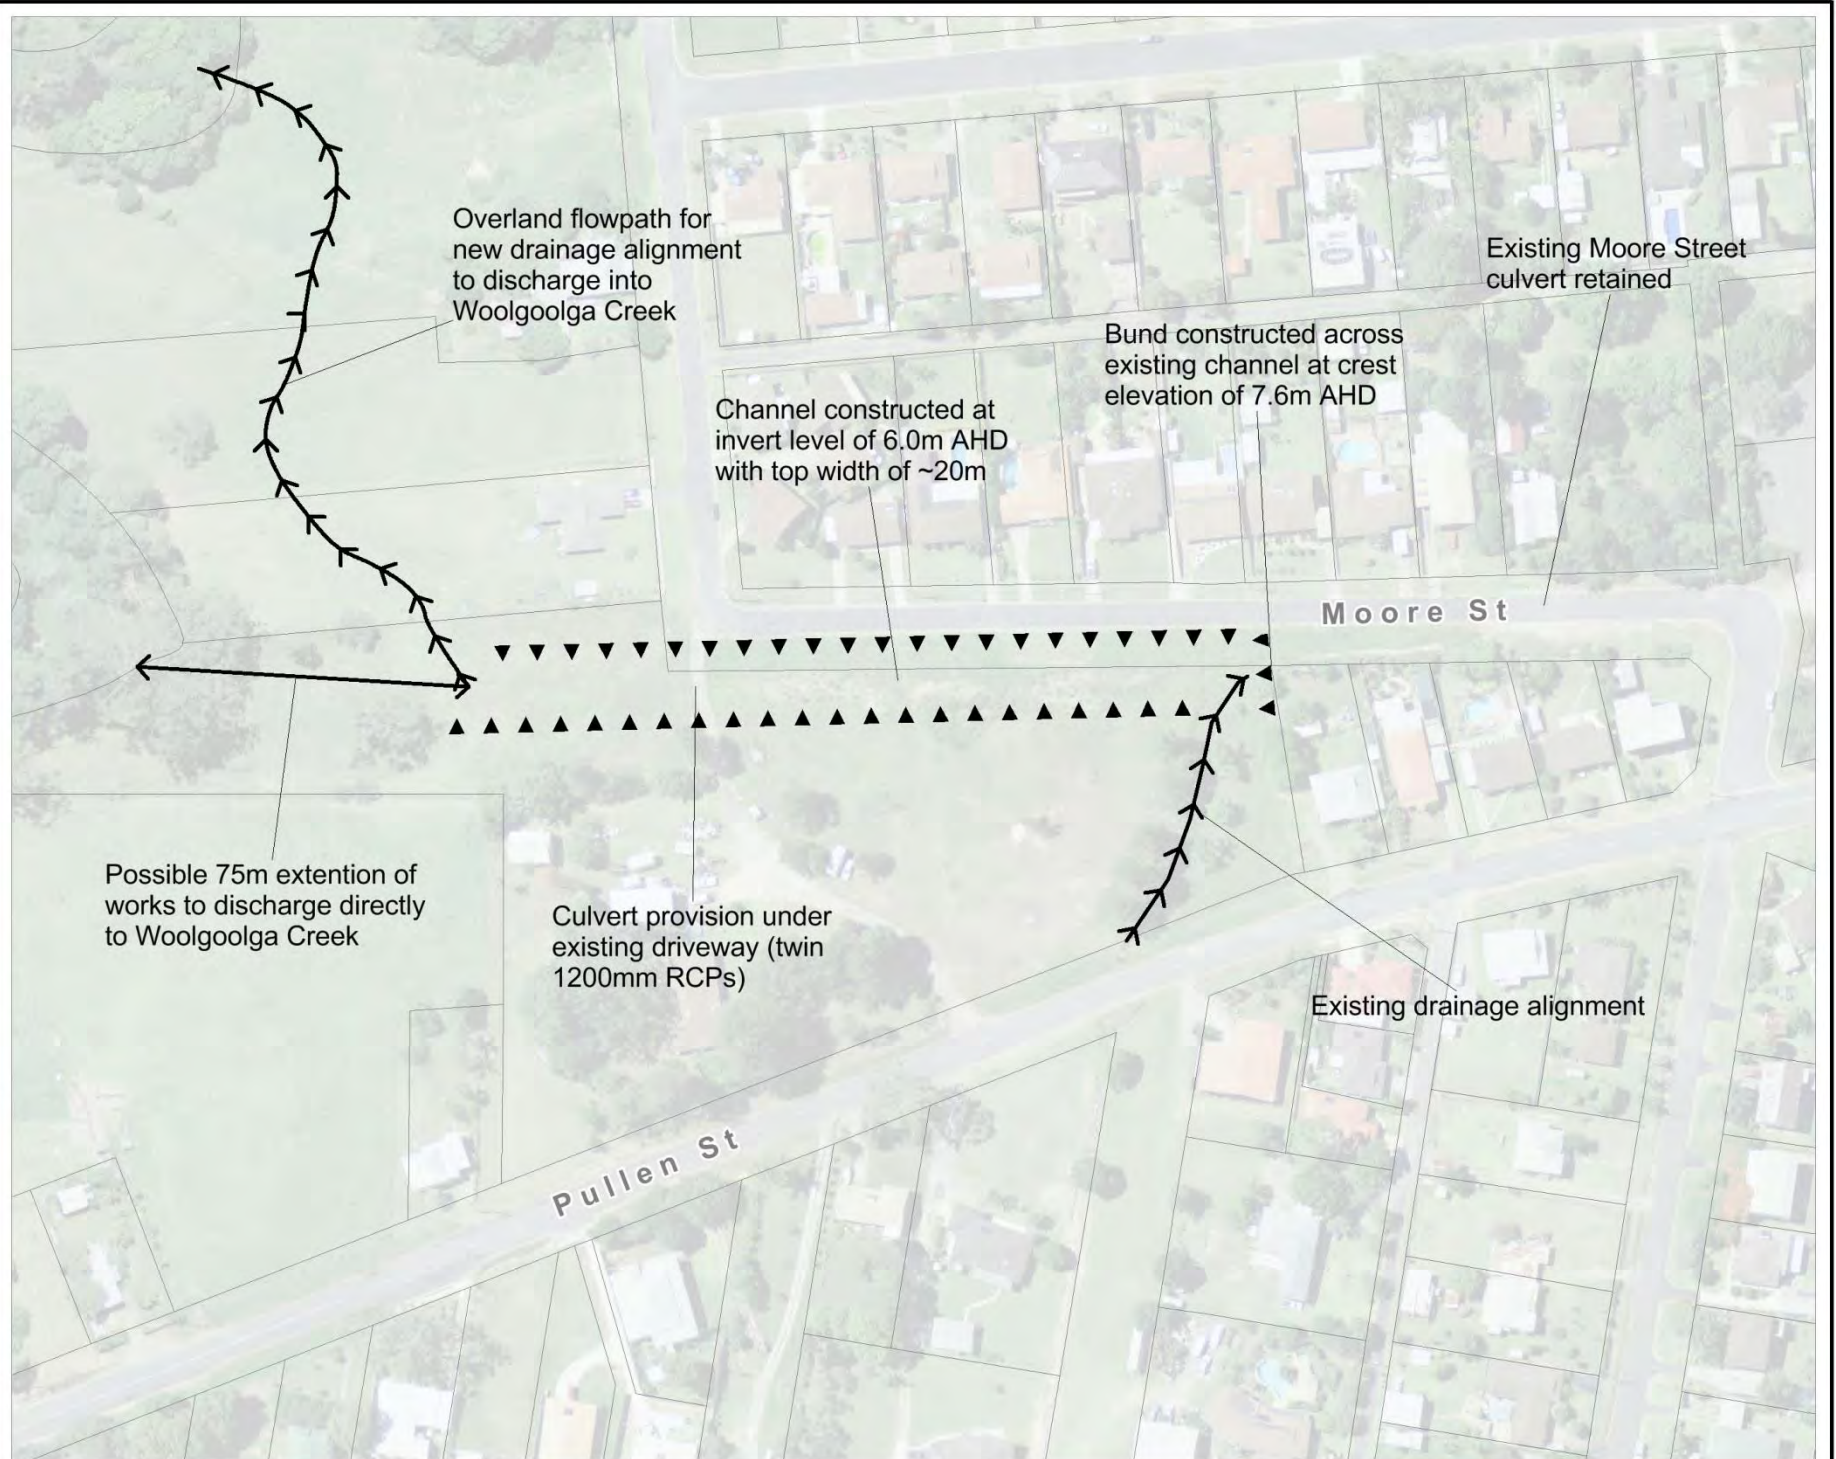 Overland flowpath for
new drainage alignment
to discharge into
Woolgoolga Creek
Existing Moore Street
culvert retained
Bund constructed across
existing channel at crest
elevation of 7.6m AHD
Channel constructed at
invert level of 6.0m AHD
with top width of ~20m
Moore St
Possible 75m extention of
works to discharge directly
to Woolgoolga Creek
Culvert provision under
existing driveway (twin
1200mm RCPs)
Existing drainage alignment
Pullen St